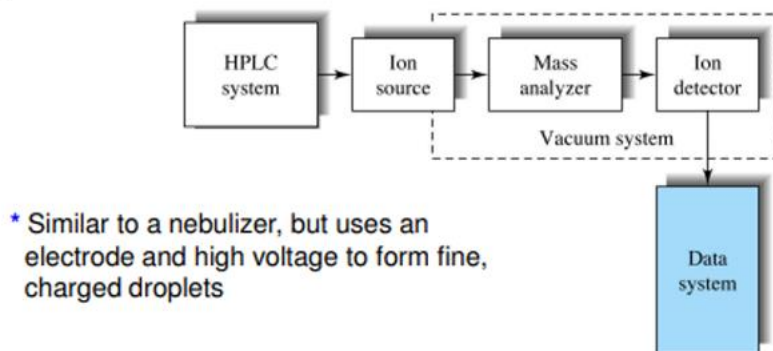 HPLC
system
Ion
source
Mass
analyzer
Ion
detector
Vacuum system
* Similar to a nebulizer, but uses an
electrode and high voltage to form fine,
charged droplets
Data
system